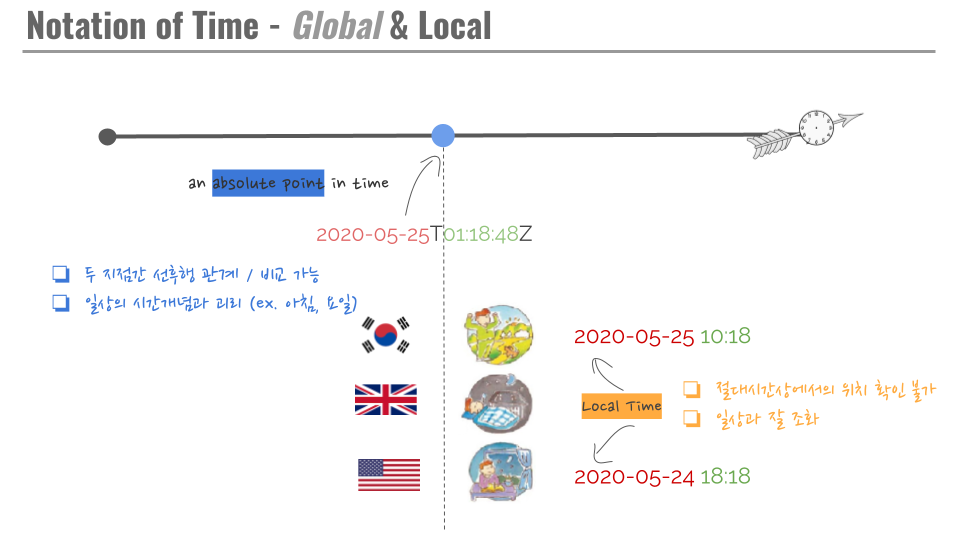 Notation of Time - Global & Local
an absolute point in time
2020-05-25T01:18:48Z
두 지점간 선후행 관계 / 비교 가능
일상의 시간개념과 괴리 (ex. 아침, 요일)
2020-05-25 10:18
Local Time
절대시간상에서의 위치 확인 불가
일상과 잘 조화
2020-05-24 18:18